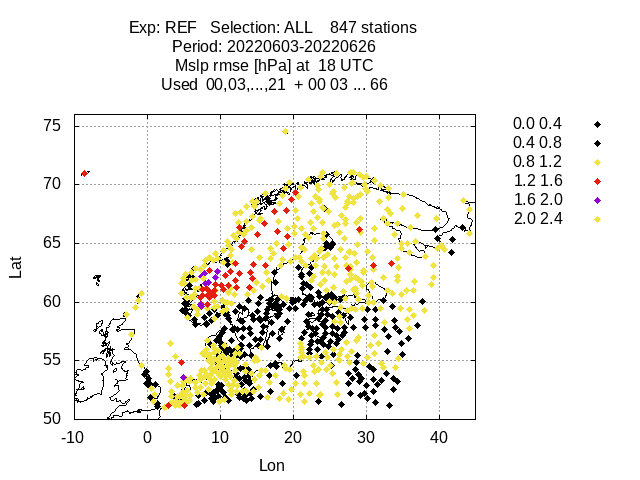 Exp: REF   Selection: ALL    847 stations
Period: 20220603-20220626
Mslp rmse [hPa] at  18 UTC
Used  00,03,...,21  + 00 03 ... 66
0.0 0.4
0.4 0.8
0.8 1.2
1.2 1.6
1.6 2.0
2.0 2.4
75
70
65
60
55
50
Lat
-10 0 10 20 30 40
Lon